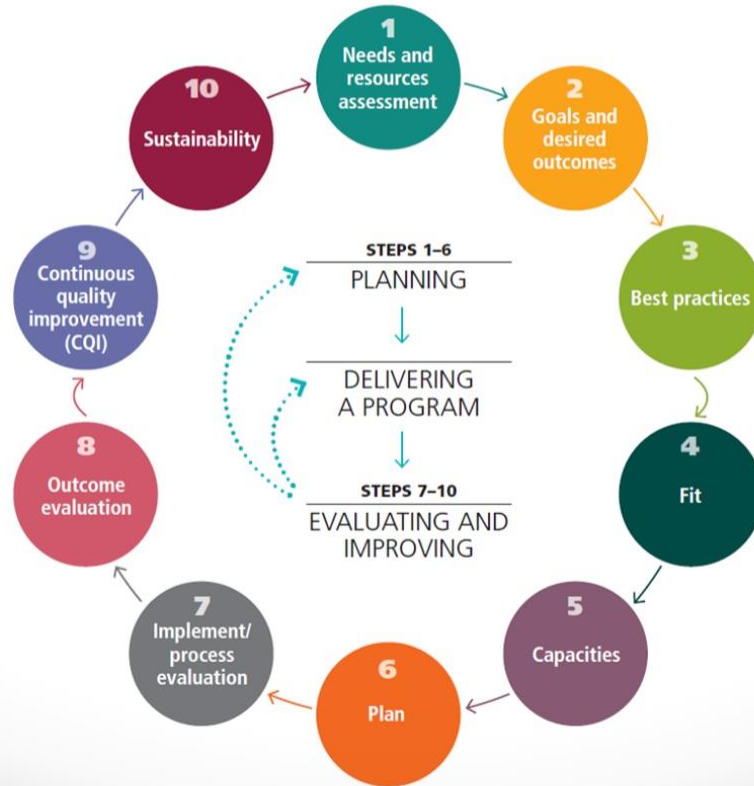 1
Needs and
resources
assessment
2
Goals and
desired
outcomes
3
Best practices
4
Fit
5
Capacities
6
Plan
7
Implement/
process
evaluation
8
Outcome
evaluation
9
Continuous
quality
improvement
(CQI)
10
Sustainability
STEPS 1–6
PLANNING
DELIVERING
A PROGRAM
STEPS 7–10
EVALUATING AND
IMPROVING